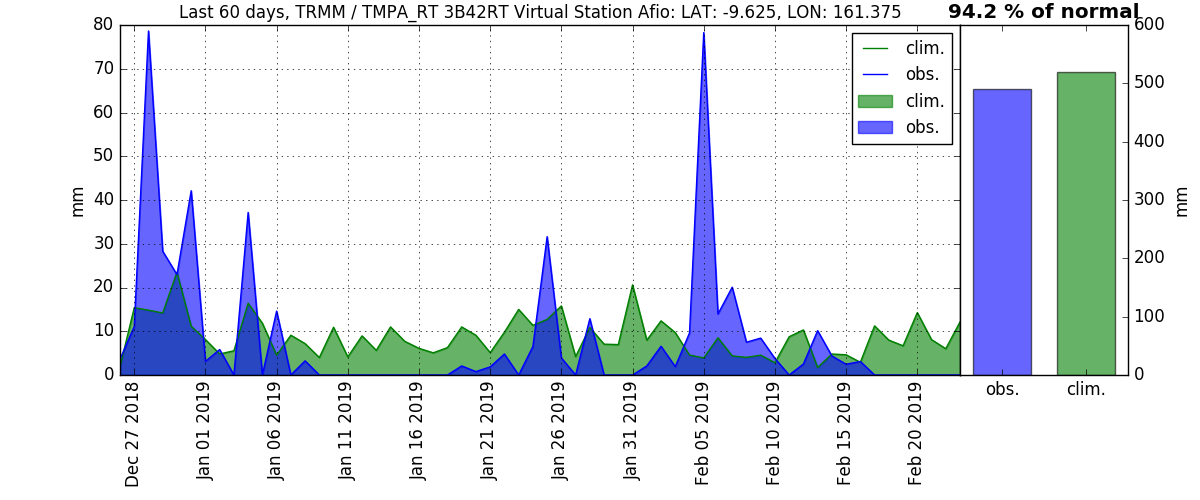 Last 60 days, TRMM / TMPA_RT 3B42RT Virtual Station Afio: LAT: -9.625, LON: 161.375
94.2 % of normal
80
70
60
50
40
30
20
10
0
mm
clim.
obs.
clim.
obs.
Dec 27 2018
Jan 01 2019
Jan 06 2019
Jan 11 2019
Jan 16 2019
Jan 21 2019
Jan 26 2019
Jan 31 2019
Feb 05 2019
Feb 10 2019
Feb 15 2019
Feb 20 2019
600
500
400
300
200
100
0
mm
obs.
clim.